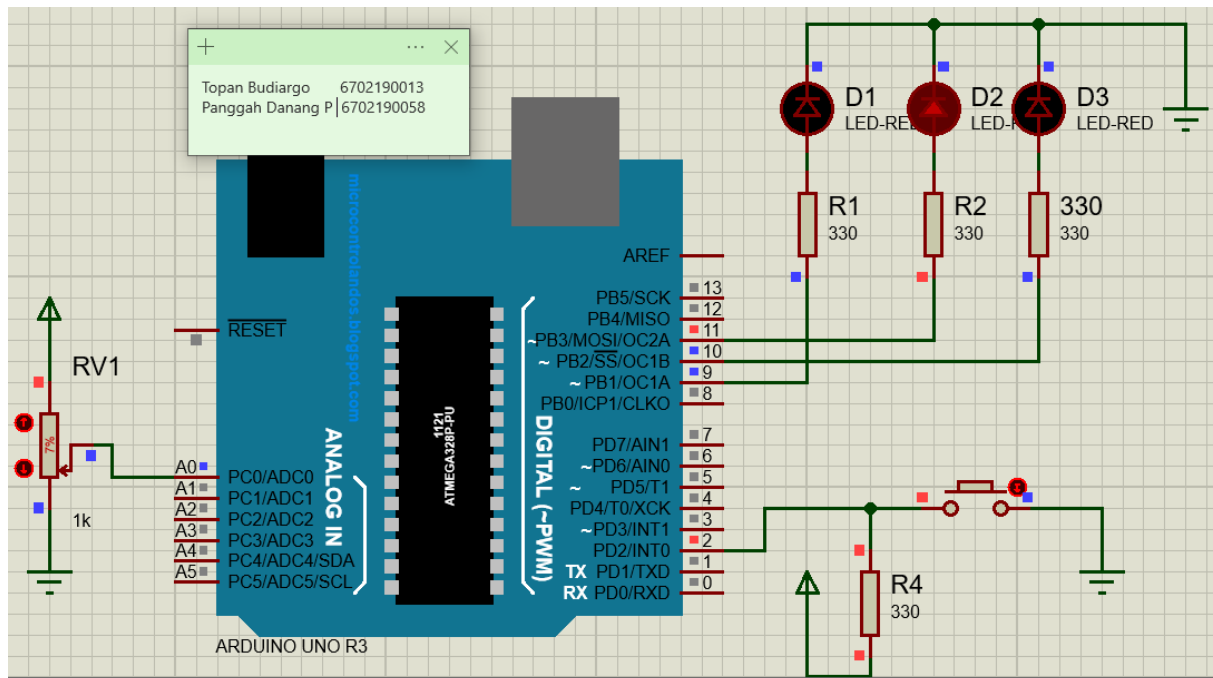 Topan Budiargo 6702190013
Panggah Danang P 6702190058
microcontrolandos.blogspot.com
RESET
AREF
PB5/SCK 13
PB4/MISO 12
~PB3/MOSI/OC2A 11
~ PB2/SS/OC1B 10
~ PB1/OC1A 9
PB0/ICP1/CLKO 8
PD7/AIN1 7
~PD6/AIN0 6
~ PD5/T1 5
PD4/T0/XCK 4
~PD3/INT1 3
PD2/INT0 2
TX PD1/TXD 1
RX PD0/RXD 0
DIGITAL (~PWM)
1121
ATMEGA328P-PU
ANALOG IN
A0 PC0/ADC0
A1 PC1/ADC1
A2 PC2/ADC2
A3 PC3/ADC3
A4 PC4/ADC4/SDA
A5 PC5/ADC5/SCL
ARDUINO UNO R3
RV1
7%
1k
D1
LED-RED
D2
LED-
D3
LED-RED
R1
330
R2
330
330
330
R4
330